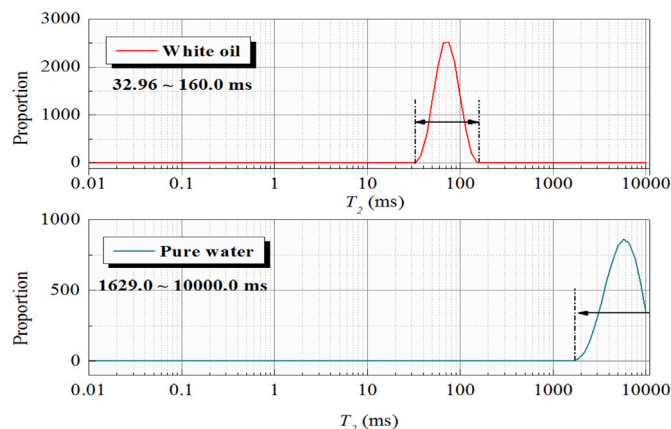 3000
2000
1000
0
Proportion
White oil
32.96 ~ 160.0 ms
0.01 0.1 1 10 100 1000 10000
T2 (ms)
1000
500
0
Proportion
Pure water
1629.0 ~ 10000.0 ms
0.01 0.1 1 10 100 1000 10000
T2 (ms)